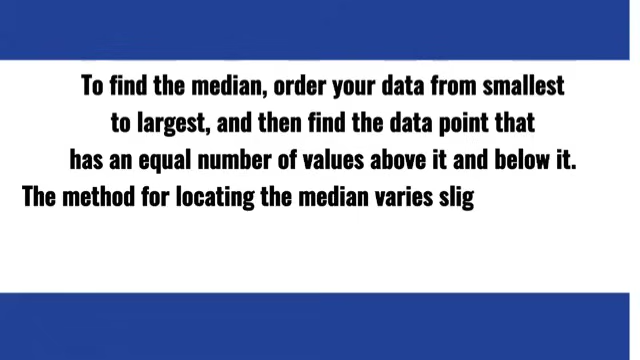 To find the median, order your data from smallest
to largest, and then find the data point that
has an equal number of values above it and below it.
The method for locating the median varies slig